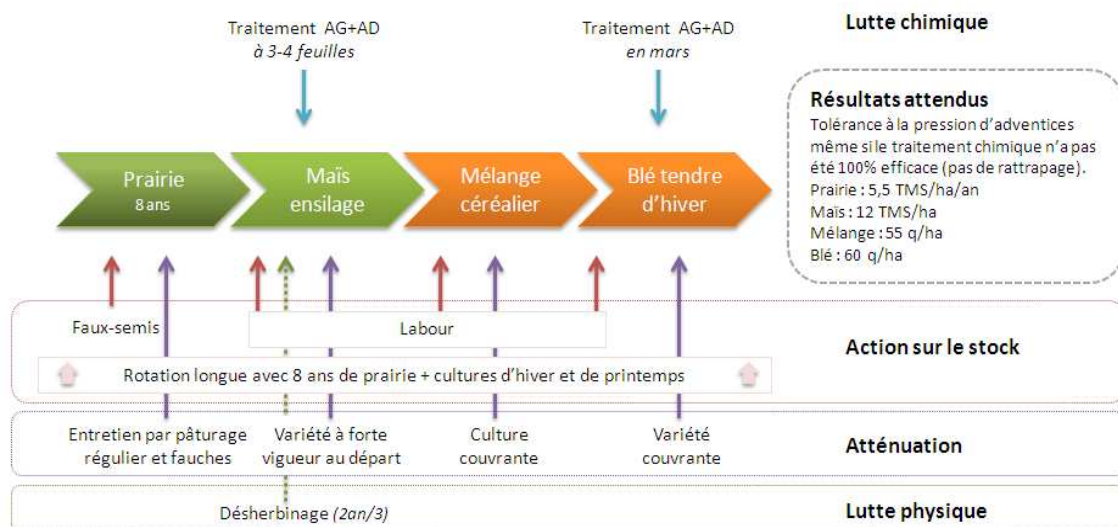 Traitement AG+AD
à 3-4 feuilles
Traitement AG+AD
en mars
Lutte chimique
Résultats attendus
Tolérance à la pression d'adventices
même si le traitement chimique n'a pas
été 100% efficace (pas de rattrapage).
Prairie : 5,5 TMS/ha/an
Maïs : 12 TMS/ha
Mélange : 55 q/ha
Blé : 60 q/ha
Prairie
8 ans
Maïs
ensilage
Mélange
céréalier
Blé tendre
d'hiver
Faux-semis
Labour
Action sur le stock
Rotation longue avec 8 ans de prairie + cultures d'hiver et de printemps
Entretien par pâturage
régulier et fauches
Variété à forte
vigueur au départ
Culture
couvrante
Variété
couvrante
Atténuation
Désherbinage (2an/3)
Lutte physique